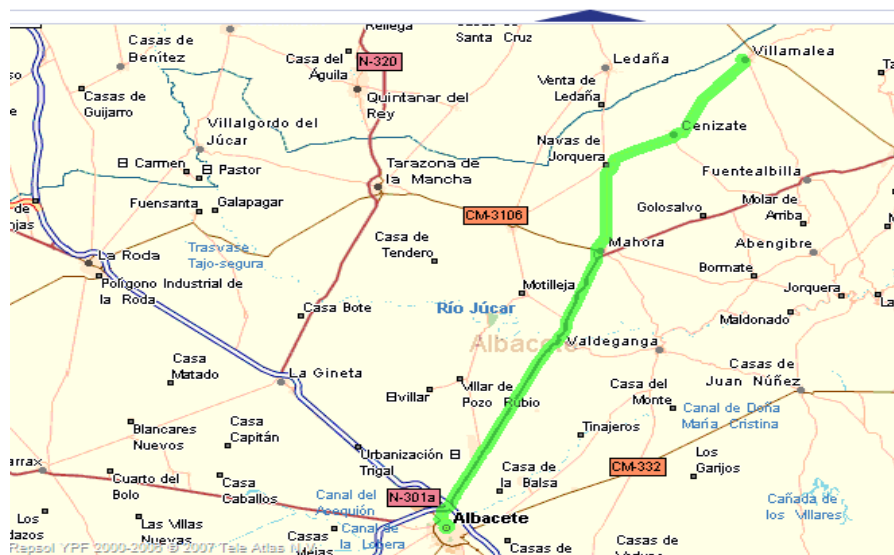 Rellega
Casas de
Santa Cruz
Casas de
Benítez
Casa del
Águila
N-320
Ledaña
Villamalea
Casas de
Guijarro
Quintanar del
Rey
Venta de
Ledaña
Villalgordo del
Júcar
Cenizate
Navas de
Jorquera
Carmen
Pastor
Tarazona de
la Mancha
Fuentealbilla
Fuensanta
Galapagar
CM-3106
Golosalvo
Molar de
Arriba
Trasvase
Tajo-segura
Casa de
Tendero
Mahora
Abengibre
La Roda
Polígono Industrial de
la Roda
Bormate
Motilleja
Jorquera
Casa Bote
Río Júcar
Maldonado
Albacete
Valdeganga
Casa
Matado
La Gineta
Casas de
Juan Núñez
Villar
Villar de
Pozo Rubio
Casa del
Monte
Canal de Doña
María Cristina
Blancares
Nuevos
Casa
Capitán
Tinajeros
Urbanización
Trigal
CM-332
Los
Garijos
Cuarto del
Bolo
Casa
Caballos
Canal del
Acequión
N-301a
Casa de
la Balsa
Cañada de
los Villares
Los
Las Villas
Nuevas
Casas
Canal de
la Lobera
Albacete
Casas de
Repsol YPF 2000-2006 © 2007 Tele Atlas N.V.